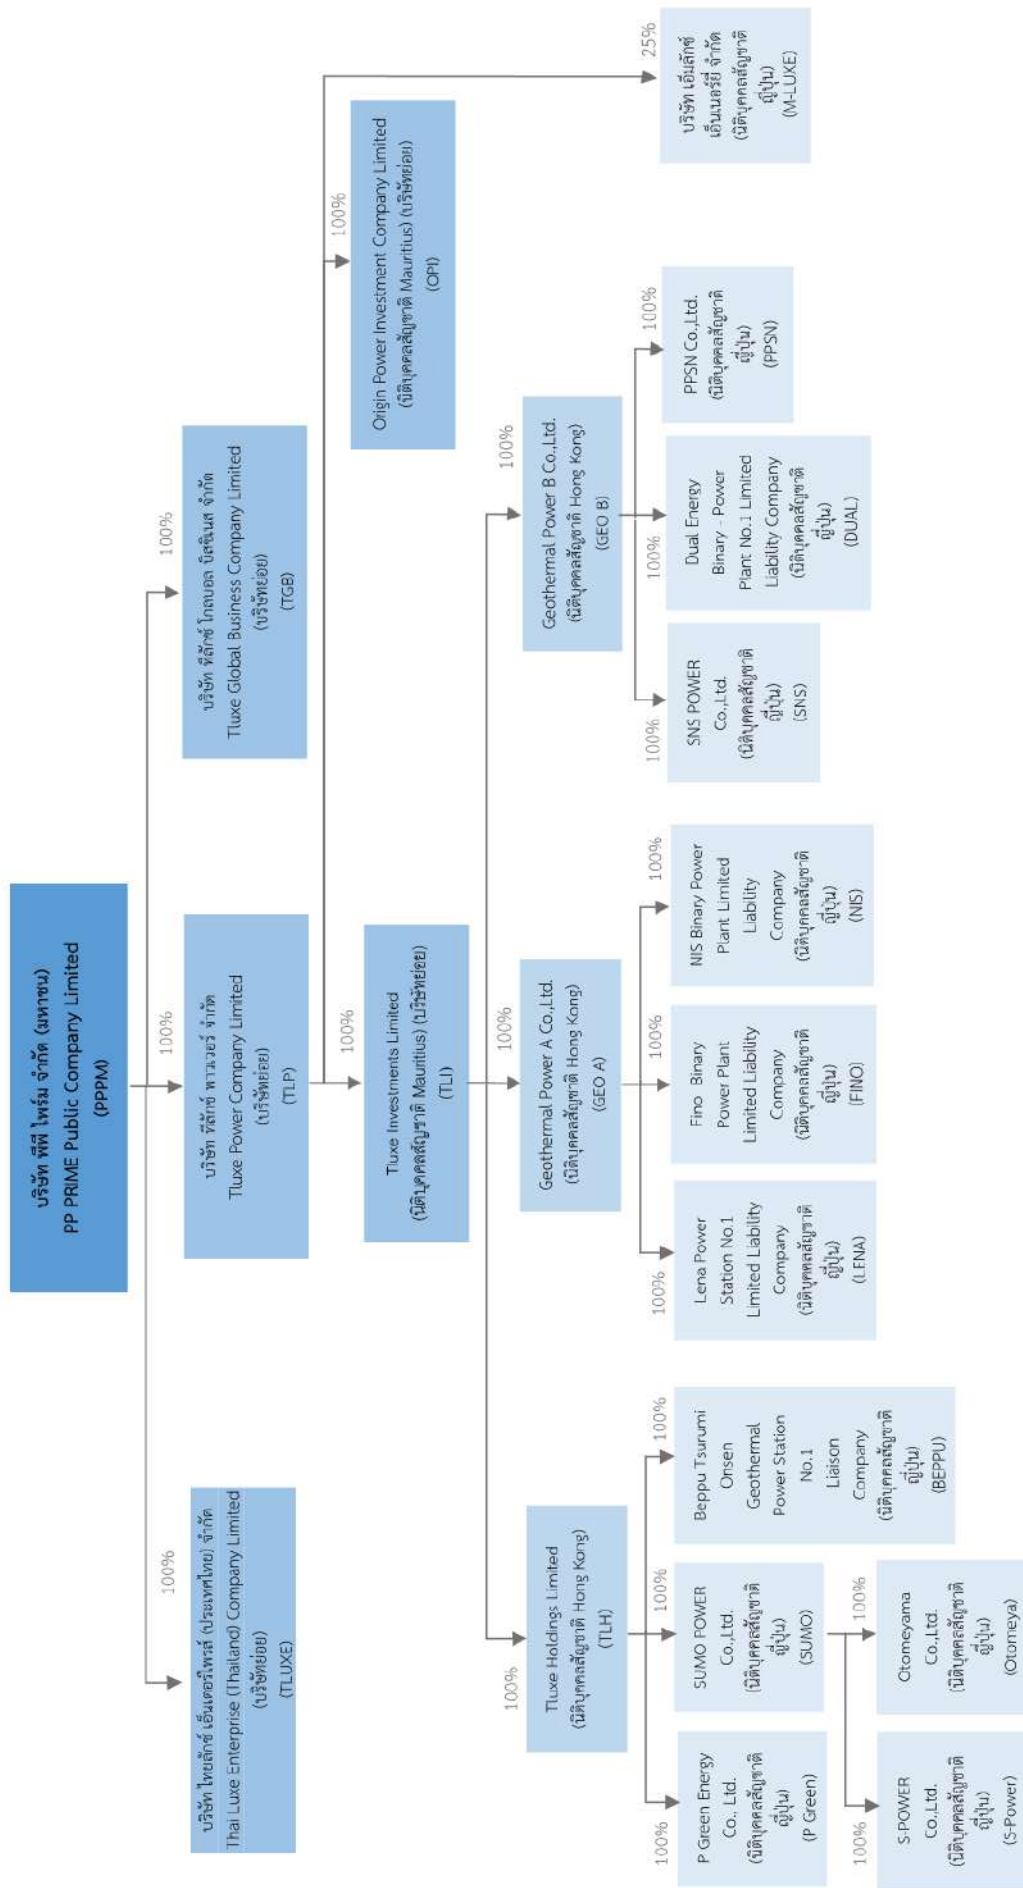 บริษัท พีพี ไพร์ม จำกัด (มหาชน)
PP PRIME Public Company Limited
(PPPM)
100%
บริษัท ไทยลักซ์ เอ็นเตอร์ไพรส์ (ประเทศไทย) จำกัด
Thai Luxe Enterprise (Thailand) Company Limited
(บริษัทย่อย)
(TLUXE)
100%
บริษัท ทีลักซ์ พาวเวอร์ จำกัด
Tluxe Power Company Limited
(บริษัทย่อย)
(TLP)
100%
บริษัท ทีลักซ์ โกลบอล บิสซิเนส จำกัด
Tluxe Global Business Company Limited
(บริษัทย่อย)
(TGB)
100%
Tluxe Investments Limited
(นิติบุคคลสัญชาติ Mauritius) (บริษัทย่อย)
(TLI)
100%
Origin Power Investment Company Limited
(นิติบุคคลสัญชาติ Mauritius) (บริษัทย่อย)
(OPI)
100%
Tluxe Holdings Limited
(นิติบุคคลสัญชาติ Hong Kong)
(TLH)
100%
Geothermal Power A Co.,Ltd.
(นิติบุคคลสัญชาติ Hong Kong)
(GEO A)
100%
Geothermal Power B Co.,Ltd.
(นิติบุคคลสัญชาติ Hong Kong)
(GEO B)
100%
P Green Energy
Co., Ltd.
(นิติบุคคลสัญชาติ
ญี่ปุ่น)
(P Green)
100%
SUMO POWER
Co.,Ltd.
(นิติบุคคลสัญชาติ
ญี่ปุ่น)
(SUMO)
100%
Beppu Tsurumi
Onsen
Geothermal
Power Station
No.1
Liaison
Company
(นิติบุคคลสัญชาติ
ญี่ปุ่น)
(BEPPU)
100%
Lena Power
Station No.1
Limited Liability
Company
(นิติบุคคลสัญชาติ
ญี่ปุ่น)
(LENA)
100%
Fino Binary
Power Plant
Limited Liability
Company
(นิติบุคคลสัญชาติ
ญี่ปุ่น)
(FINO)
100%
NIS Binary Power
Plant Limited
Liability
Company
(นิติบุคคลสัญชาติ
ญี่ปุ่น)
(NIS)
100%
SNS POWER
Co.,Ltd.
(นิติบุคคลสัญชาติ
ญี่ปุ่น)
(SNS)
100%
Dual Energy
Binary - Power
Plant No.1 Limited
Liability Company
(นิติบุคคลสัญชาติ
ญี่ปุ่น)
(DUAL)
100%
PPSN Co.,Ltd.
(นิติบุคคลสัญชาติ
ญี่ปุ่น)
(PPSN)
25%
บริษัท เอ็มลักซ์
เอ็นเนอร์ยี่ จำกัด
(นิติบุคคลสัญชาติ
ญี่ปุ่น)
(M-LUXE)
100%
S-POWER
Co.,Ltd.
(นิติบุคคลสัญชาติ
ญี่ปุ่น)
(S-Power)
100%
Otomeyama
Co.,Ltd.
(นิติบุคคลสัญชาติ
ญี่ปุ่น)
(Otomeya)